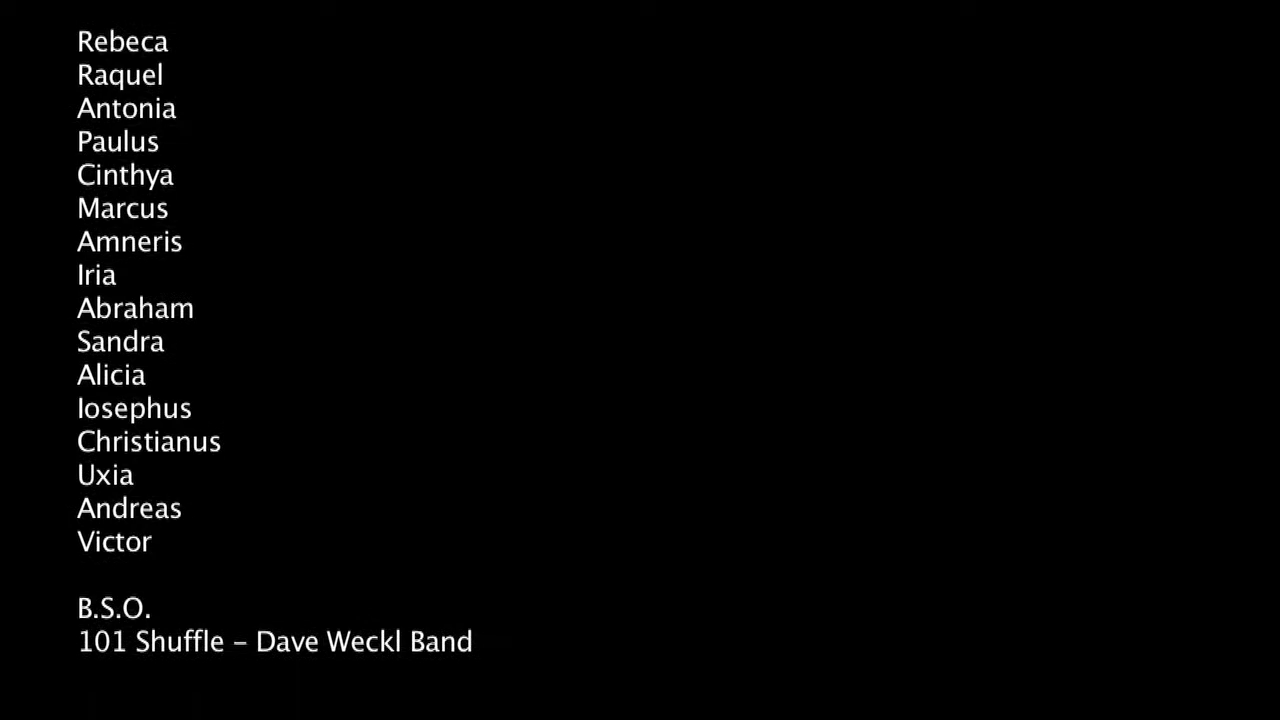 Rebeca
Raquel
Antonia
Paulus
Cinthya
Marcus
Amneris
Iria
Abraham
Sandra
Alicia
Iosephus
Christianus
Uxia
Andreas
Victor
B.S.O.
101 Shuffle – Dave Weckl Band